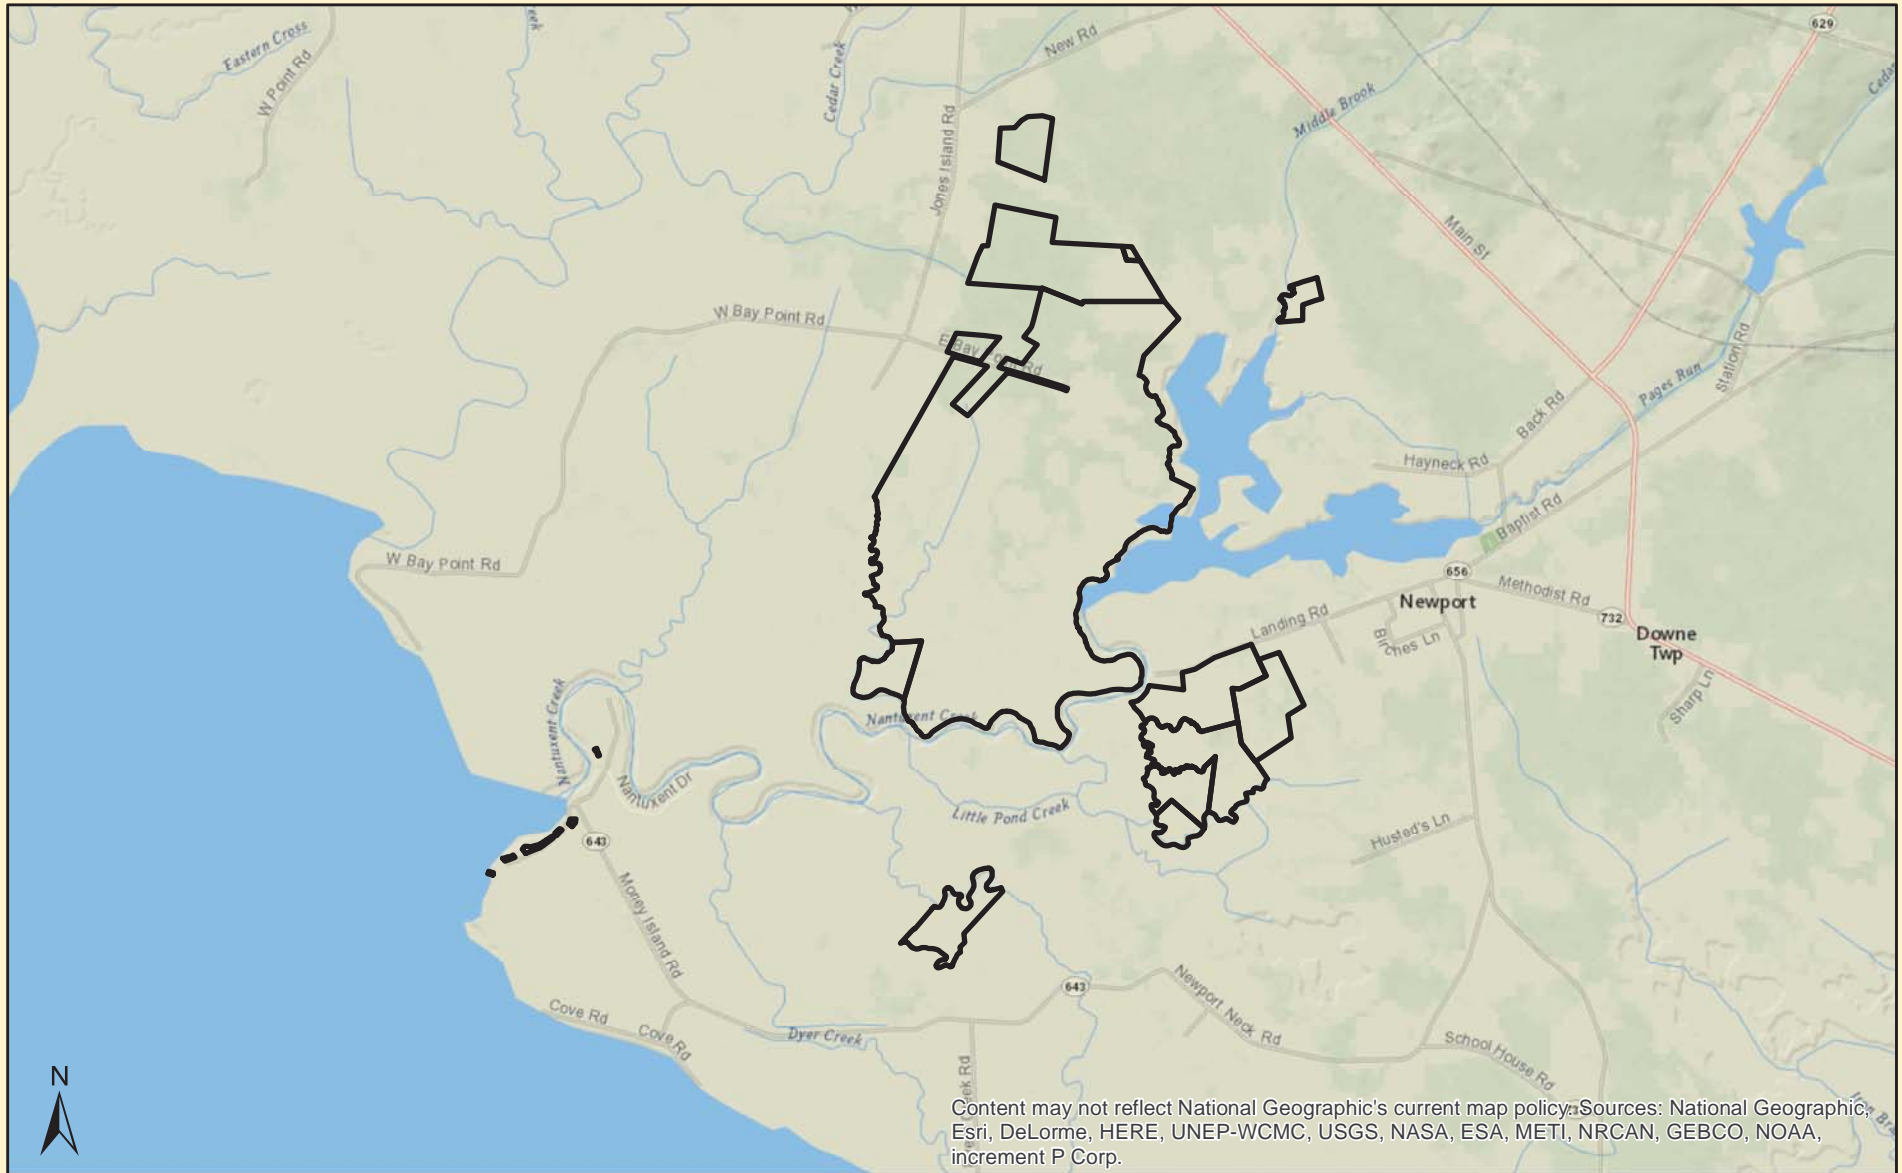 629
Eastern Cross
W Point Rd
Cedar Creek
New Rd
Middle Brook
Jones Island Rd
Main St
W Bay Point Rd
E Bay Point Rd
Station Rd
Pages Run
Back Rd
Hayneck Rd
Baptist Rd
W Bay Point Rd
656
Methodist Rd
Newport
732
Landing Rd
Birches Ln
Downe
Twp
Sharp Ln
Nantuxent Creek
Nantuxent Creek
Nantuxent Dr
Little Pond Creek
Husted's Ln
643
Money Island Rd
643
Newport Neck Rd
Cove Rd
Cove Rd
Dyer Creek
School House Rd
N
Content may not reflect National Geographic's current map policy. Sources: National Geographic,
Esri, DeLorme, HERE, UNEP-WCMC, USGS, NASA, ESA, METI, NRCAN, GEBCO, NOAA,
increment P Corp.